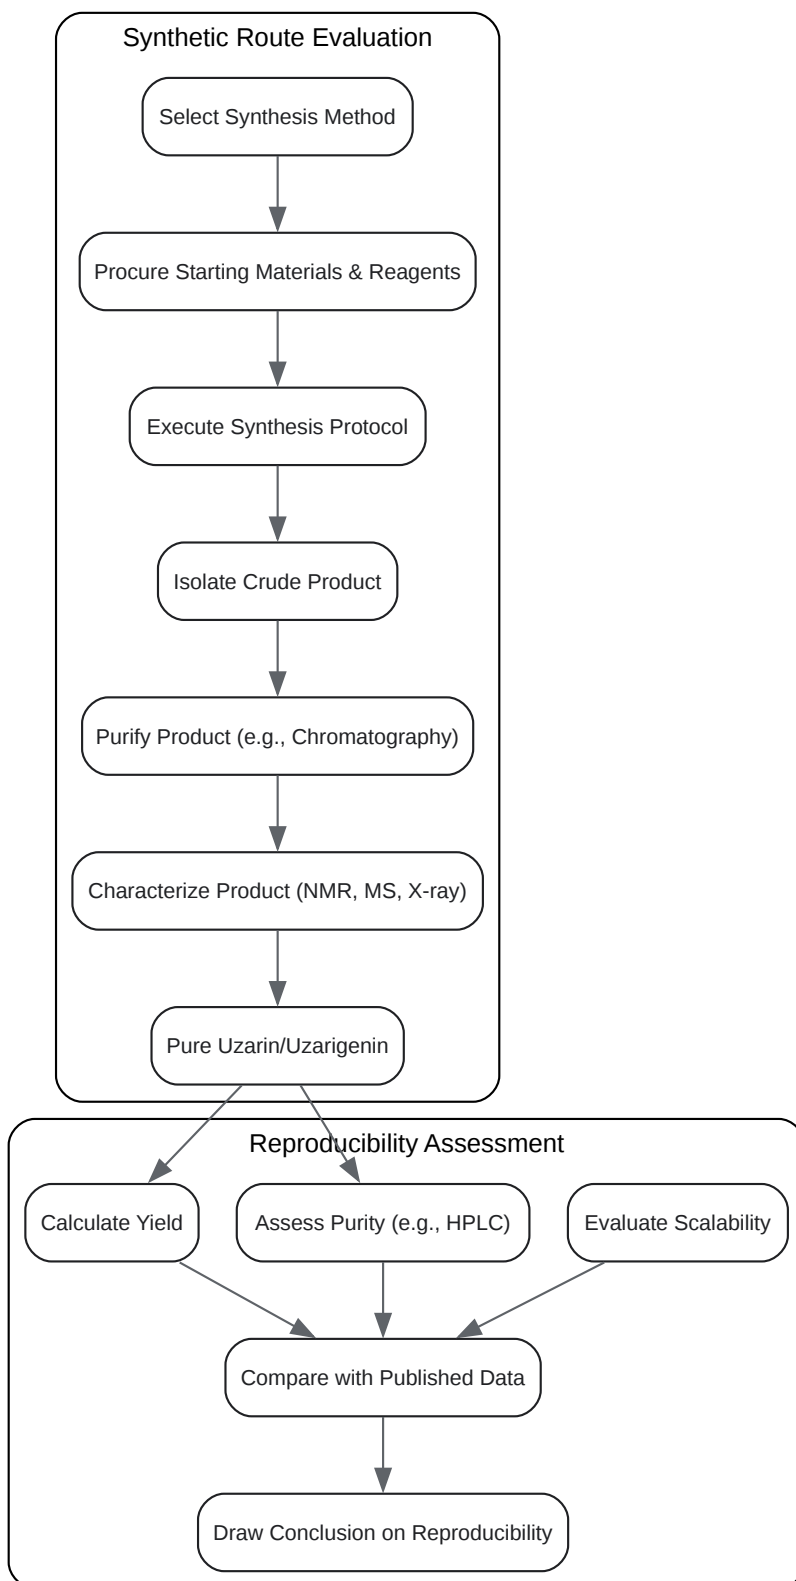 Synthetic Route Evaluation
Select Synthesis Method
Procure Starting Materials & Reagents
Execute Synthesis Protocol
Isolate Crude Product
Purify Product (e.g., Chromatography)
Characterize Product (NMR, MS, X-ray)
Pure Uzarin/Uzarigenin
Reproducibility Assessment
Calculate Yield
Assess Purity (e.g., HPLC)
Evaluate Scalability
Compare with Published Data
Draw Conclusion on Reproducibility